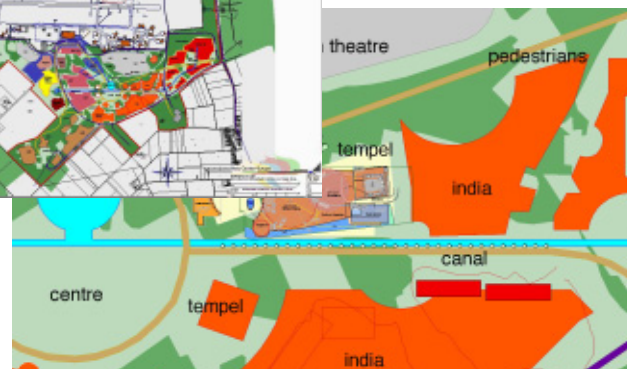 theatre
pedestrians
tempel
india
canal
centre
tempel
india